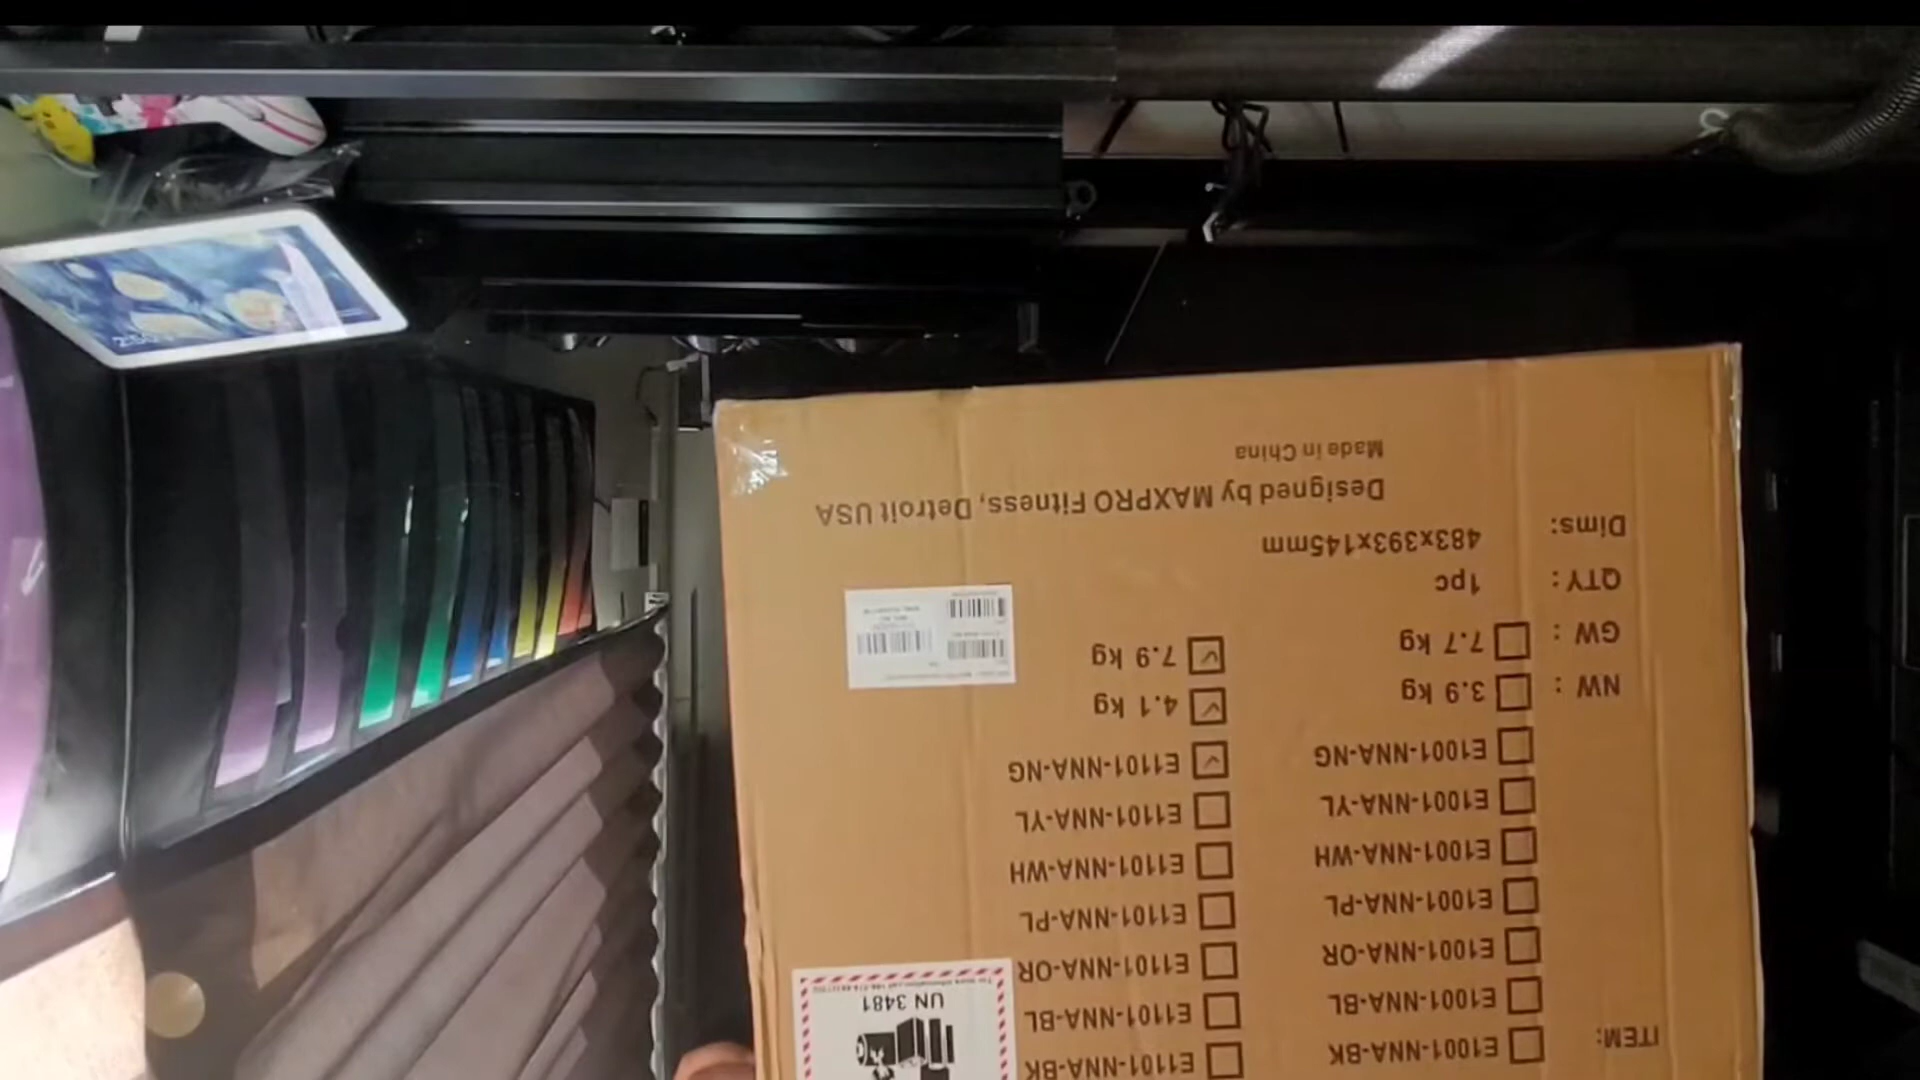 ITEM:
E1001-NNA-BK
E1101-NNA-BK
E1001-NNA-BL
E1101-NNA-BL
E1001-NNA-OR
E1101-NNA-OR
E1001-NNA-PL
E1101-NNA-PL
E1001-NNA-WH
E1101-NNA-WH
E1001-NNA-YL
E1101-NNA-YL
E1001-NNA-NG
E1101-NNA-NG
NW : 3.9 kg 4.1 kg
GW : 7.7 kg 7.9 kg
QTY : 1pc
Dims: 483x393x145mm
Designed by MAXPRO Fitness, Detroit USA
Made in China
UN 3481